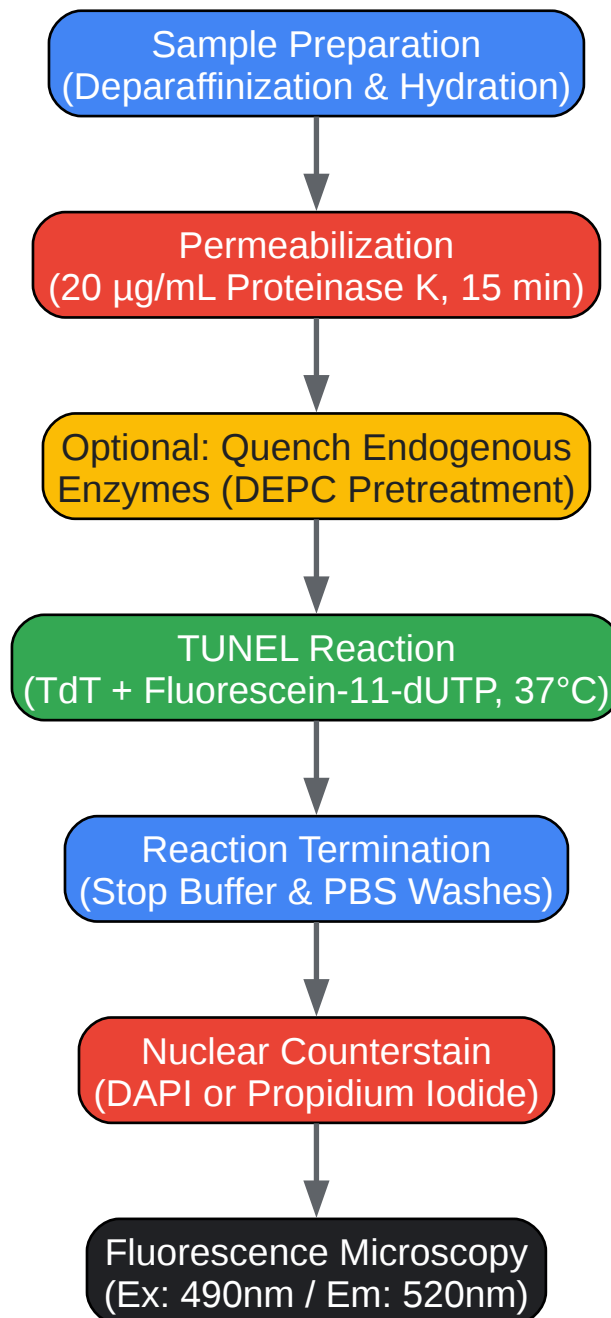 Sample Preparation
(Deparaffinization & Hydration)
Permeabilization
(20 µg/mL Proteinase K, 15 min)
Optional: Quench Endogenous
Enzymes (DEPC Pretreatment)
TUNEL Reaction
(TdT + Fluorescein-11-dUTP, 37°C)
Reaction Termination
(Stop Buffer & PBS Washes)
Nuclear Counterstain
(DAPI or Propidium Iodide)
Fluorescence Microscopy
(Ex: 490nm / Em: 520nm)